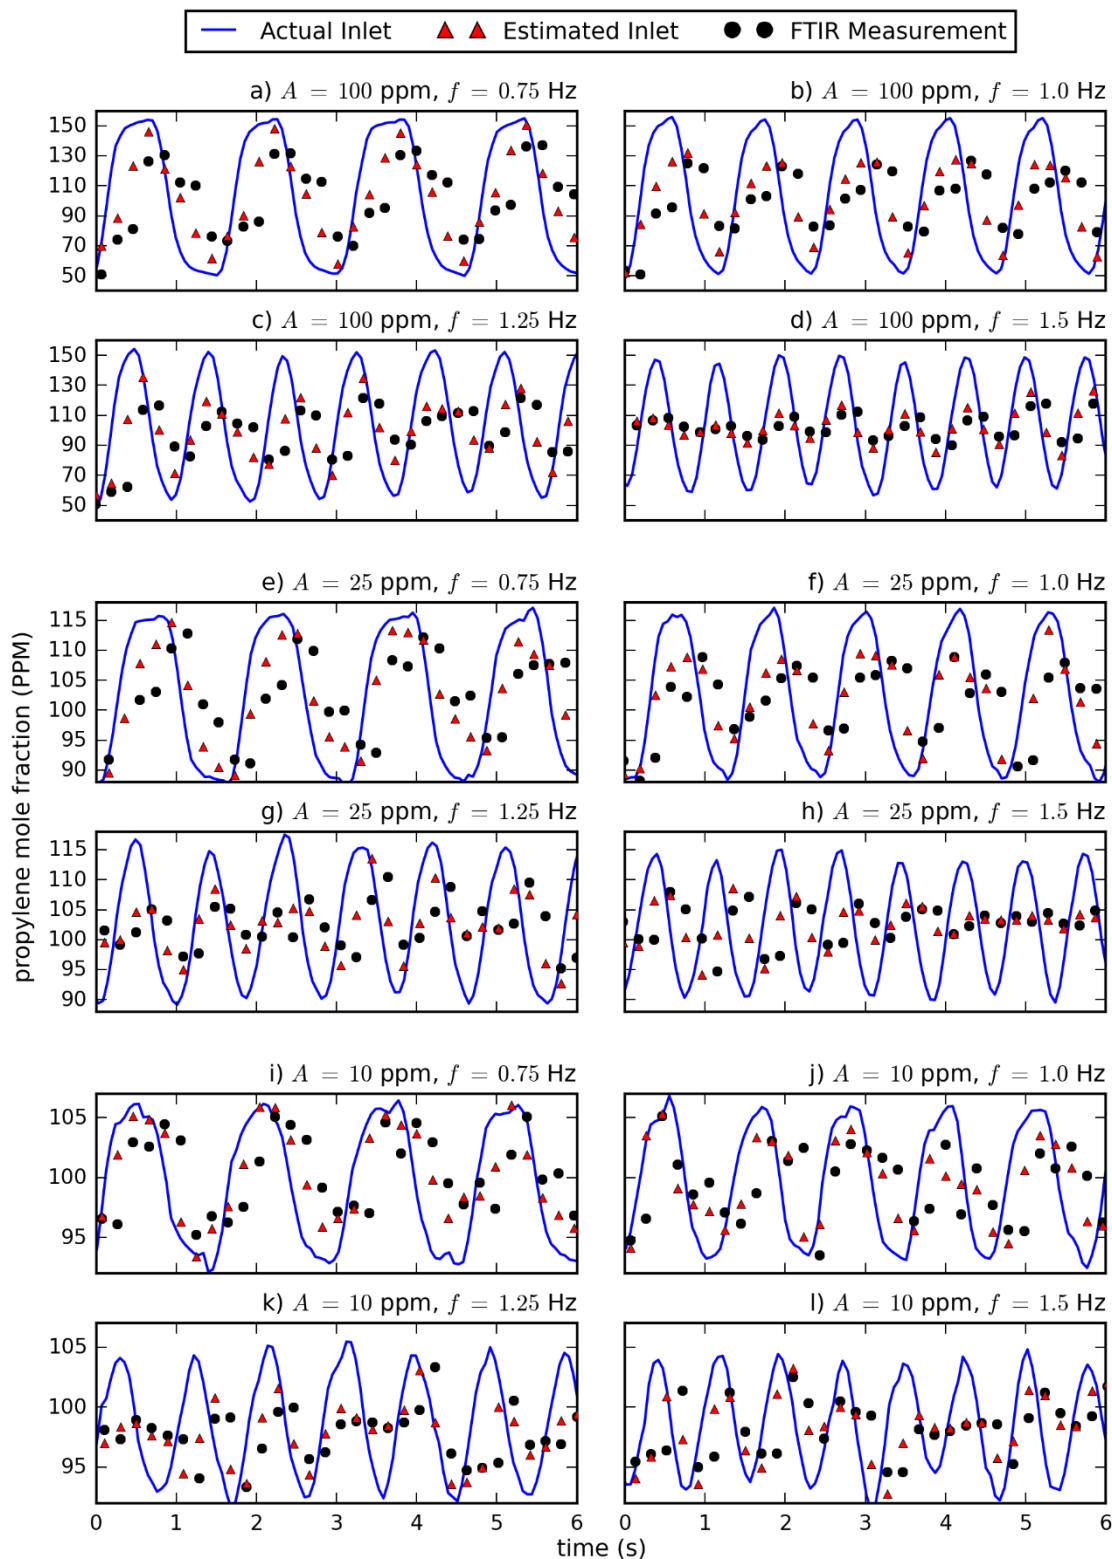 Actual Inlet Estimated Inlet FTIR Measurement
a) A = 100 ppm, f = 0.75 Hz
b) A = 100 ppm, f = 1.0 Hz
150
130
110
90
70
50
c) A = 100 ppm, f = 1.25 Hz
d) A = 100 ppm, f = 1.5 Hz
150
130
110
90
70
50
propylene mole fraction (PPM)
e) A = 25 ppm, f = 0.75 Hz
f) A = 25 ppm, f = 1.0 Hz
115
110
105
100
95
90
g) A = 25 ppm, f = 1.25 Hz
h) A = 25 ppm, f = 1.5 Hz
115
110
105
100
95
90
i) A = 10 ppm, f = 0.75 Hz
j) A = 10 ppm, f = 1.0 Hz
105
100
95
k) A = 10 ppm, f = 1.25 Hz
l) A = 10 ppm, f = 1.5 Hz
105
100
95
0 1 2 3 4 5 6
0 1 2 3 4 5 6
time (s)